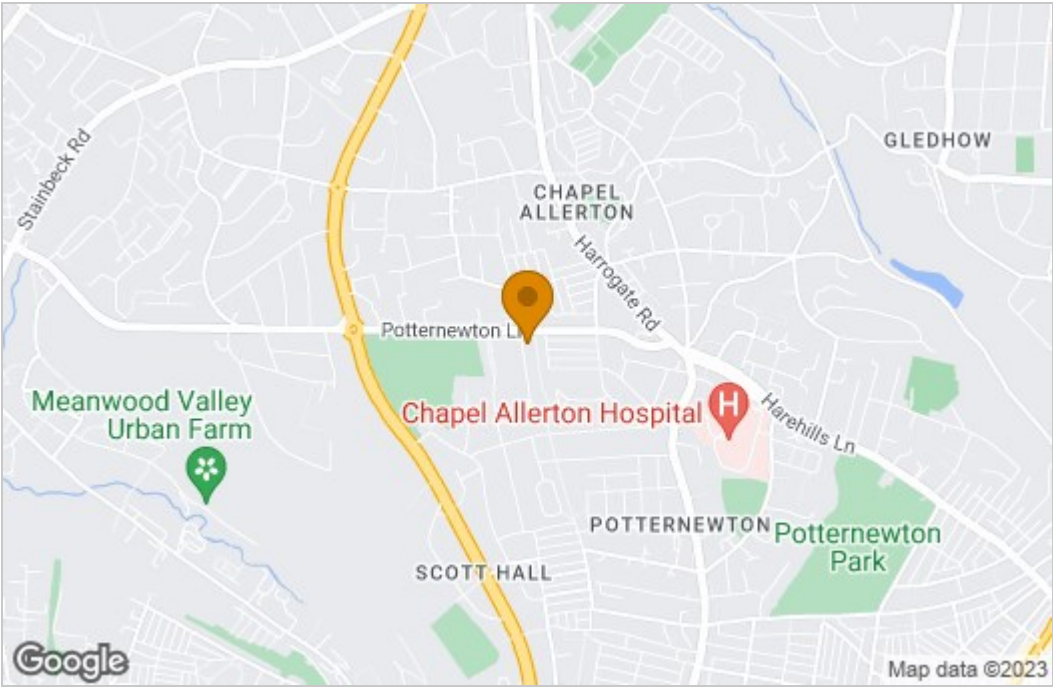 Stainbeck Rd
GLEDHOW
CHAPEL
ALLERTON
Harrogate Rd
Potternewton
Meanwood Valley
Urban Farm
Chapel Allerton Hospital
H
Harehills Ln
POTTERNEWTON
Potternewton
Park
SCOTT HALL
Google
Map data ©2023